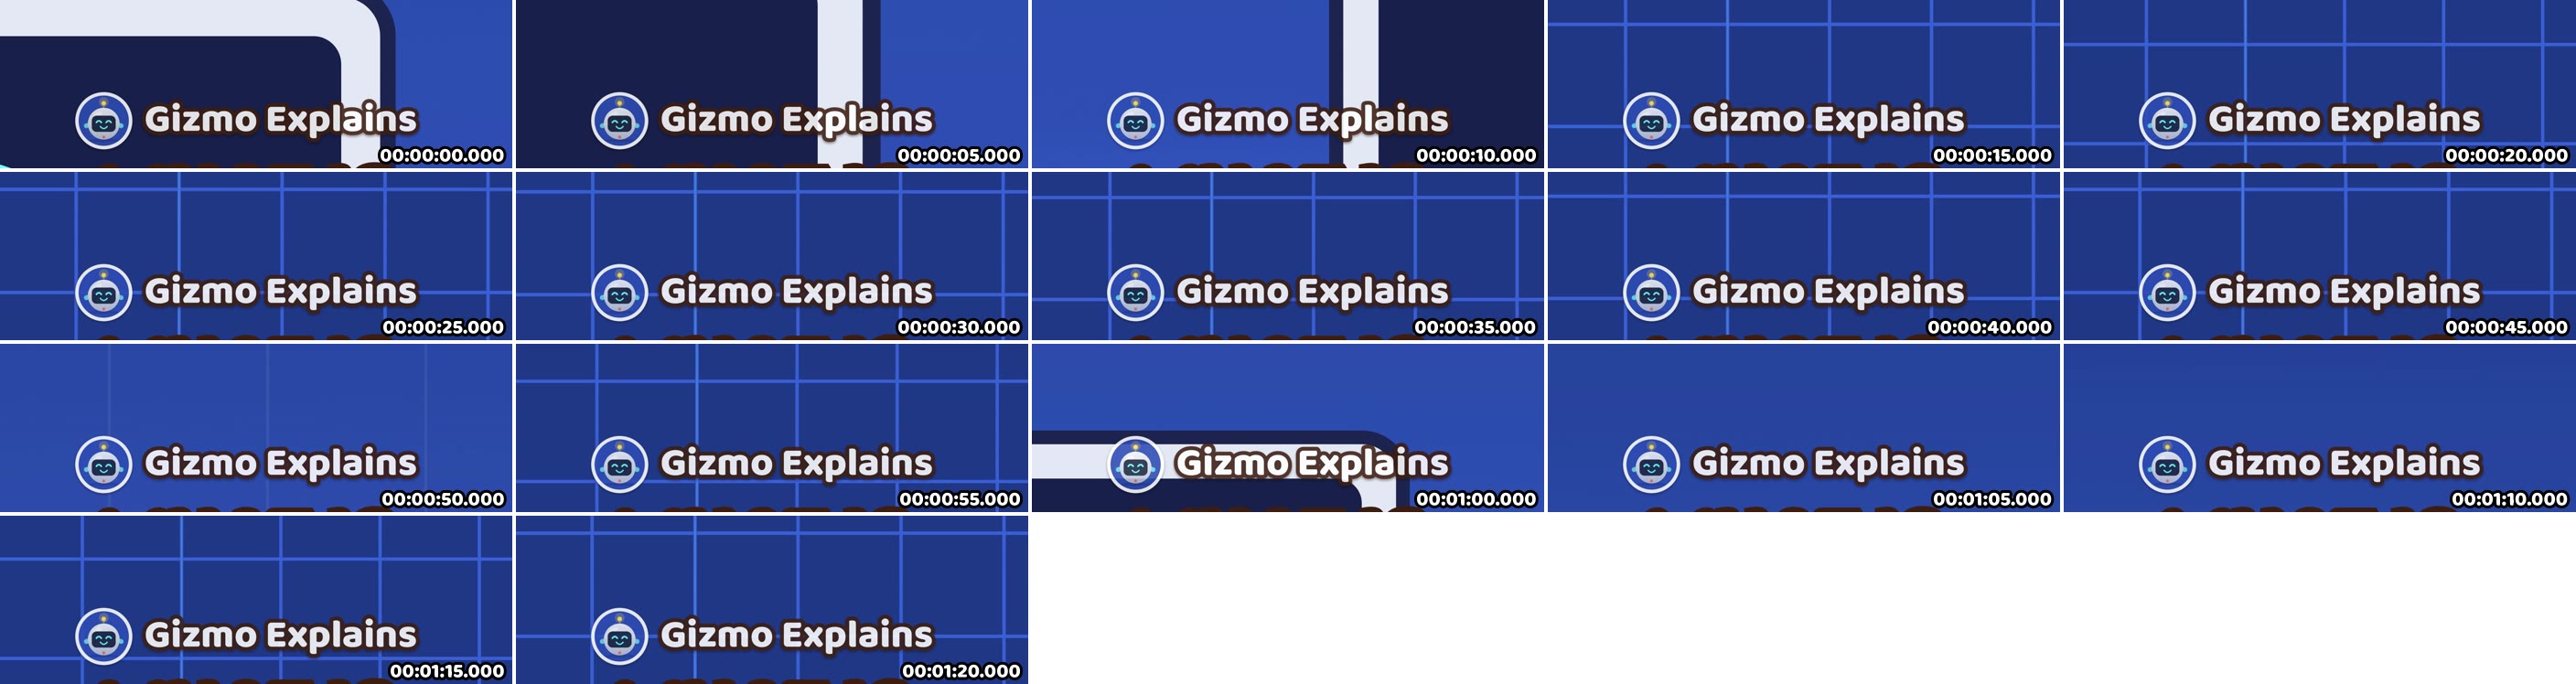 Gizmo Explains
00:00:00.000
Gizmo Explains
00:00:05.000
Gizmo Explains
00:00:10.000
Gizmo Explains
00:00:15.000
Gizmo Explains
00:00:20.000
Gizmo Explains
00:00:25.000
Gizmo Explains
00:00:30.000
Gizmo Explains
00:00:35.000
Gizmo Explains
00:00:40.000
Gizmo Explains
00:00:45.000
Gizmo Explains
00:00:50.000
Gizmo Explains
00:00:55.000
Gizmo Explains
00:01:00.000
Gizmo Explains
00:01:05.000
Gizmo Explains
00:01:10.000
Gizmo Explains
00:01:15.000
Gizmo Explains
00:01:20.000